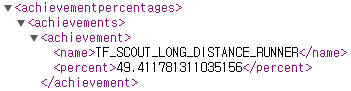 <achievementpercentages>
<achievements>
<achievement>
<name>TF_SCOUT_LONG_DISTANCE_RUNNER</name>
<percent>49.411781311035156</percent>
</achievement>